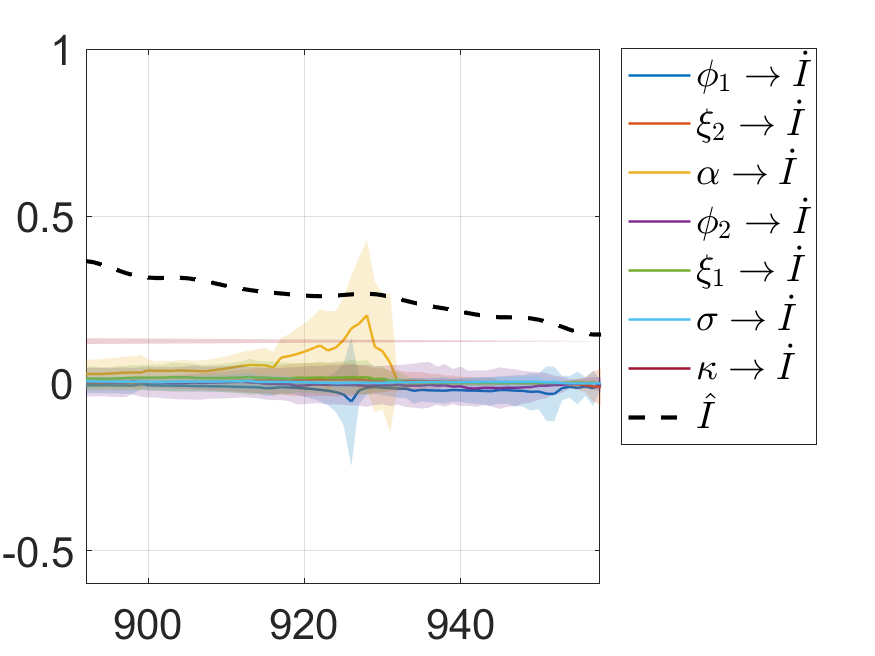 1
0.5
0
-0.5
900 920 940
ϕ₁ → İ
ξ₂ → İ
α → İ
ϕ₂ → İ
ξ₁ → İ
σ → İ
κ → İ
Î